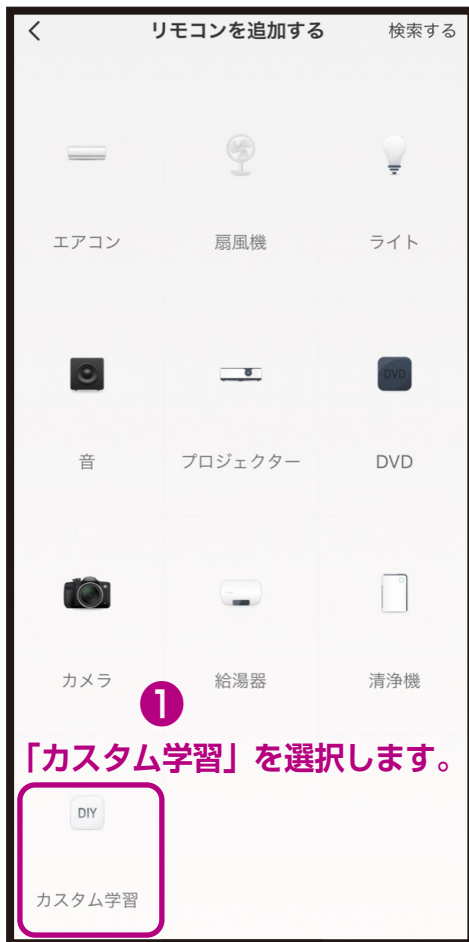 リモコンを追加する 検索する
エアコン 扇風機 ライト
DVD
音 プロジェクター DVD
カメラ 給湯器 清浄機
❶
「カスタム学習」を選択します。
DIY
カスタム学習